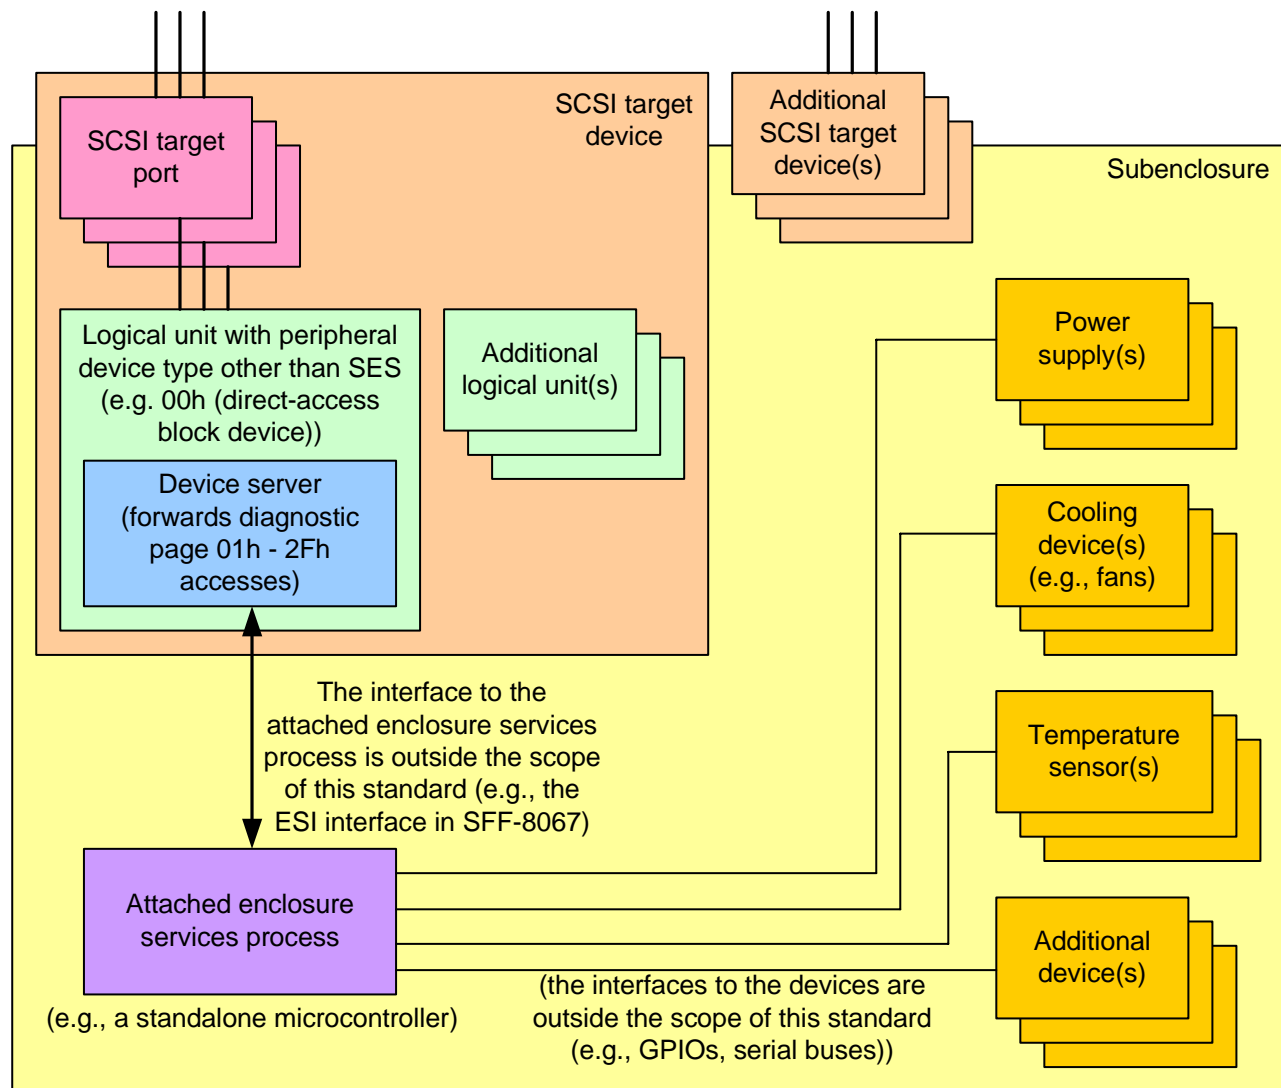 SCSI target
device
SCSI target
port
Additional
SCSI target
device(s)
Subenclosure
Logical unit with peripheral
device type other than SES
(e.g. 00h (direct-access
block device))
Additional
logical unit(s)
Device server
(forwards diagnostic
page 01h - 2Fh
accesses)
Power
supply(s)
Cooling
device(s)
(e.g., fans)
The interface to the
attached enclosure services
process is outside the scope
of this standard (e.g., the
ESI interface in SFF-8067)
Temperature
sensor(s)
Attached enclosure
services process
(e.g., a standalone microcontroller)
Additional
device(s)
(the interfaces to the devices are
outside the scope of this standard
(e.g., GPIOs, serial buses))